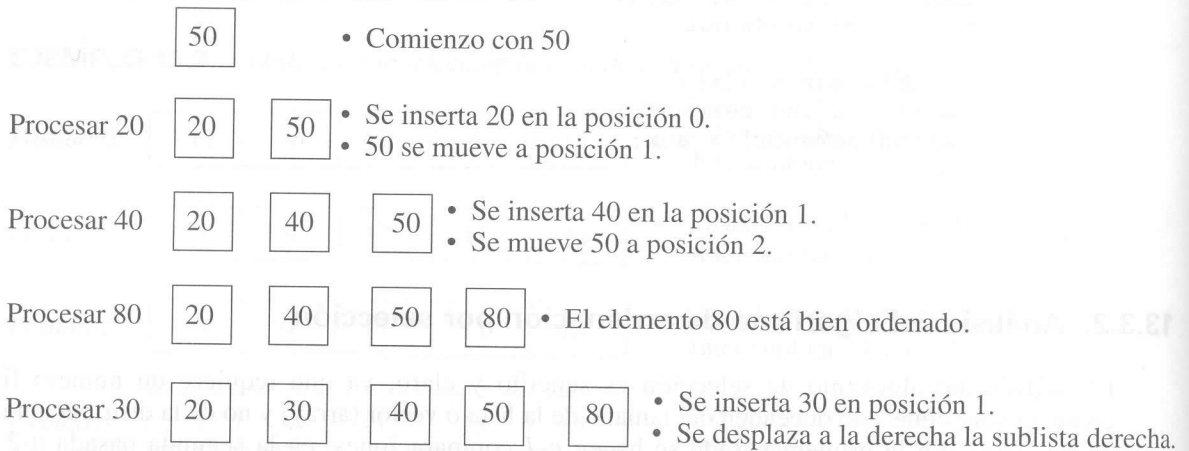 50 • Comienzo con 50
Procesar 20 20 50 • Se inserta 20 en la posición 0.
• 50 se mueve a posición 1.
Procesar 40 20 40 50 • Se inserta 40 en la posición 1.
• Se mueve 50 a posición 2.
Procesar 80 20 40 50 80 • El elemento 80 está bien ordenado.
Procesar 30 20 30 40 50 80 • Se inserta 30 en posición 1.
• Se desplaza a la derecha la sublista derecha.